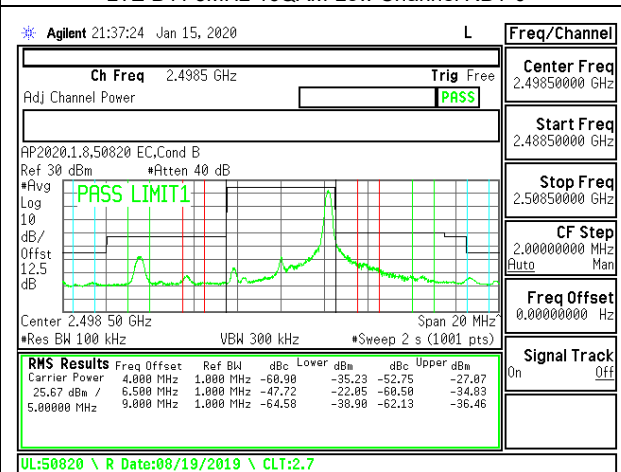 Agilent 21:37:24 Jan 15, 2020 L
Freq/Channel
Ch Freq 2.4985 GHz Trig Free
Adj Channel Power PASS
Center Freq
2.49850000 GHz
Start Freq
2.48850000 GHz
Stop Freq
2.50850000 GHz
CF Step
2.00000000 MHz
Auto Man
Freq Offset
0.00000000 Hz
Signal Track
On Off
AP2020.1.8,50820 EC,Cond B
Ref 30 dBm #Atten 40 dB
#Avg
Log
10
dB/
Offst
12.5
dB
PASS LIMIT1
Center 2.498 50 GHz Span 20 MHz
#Res BW 100 kHz VBW 300 kHz #Sweep 2 s (1001 pts)
RMS Results Freq Offset Ref BW dBc Lower dBm dBc Upper dBm
Carrier Power 4.000 MHz 1.000 MHz -60.90 -35.23 -52.75 -27.07
25.67 dBm / 6.500 MHz 1.000 MHz -47.72 -22.05 -60.50 -34.83
5.00000 MHz 9.000 MHz 1.000 MHz -64.58 -38.90 -62.13 -36.46
UL:50820 \ R Date:08/19/2019 \ CLT:2.7